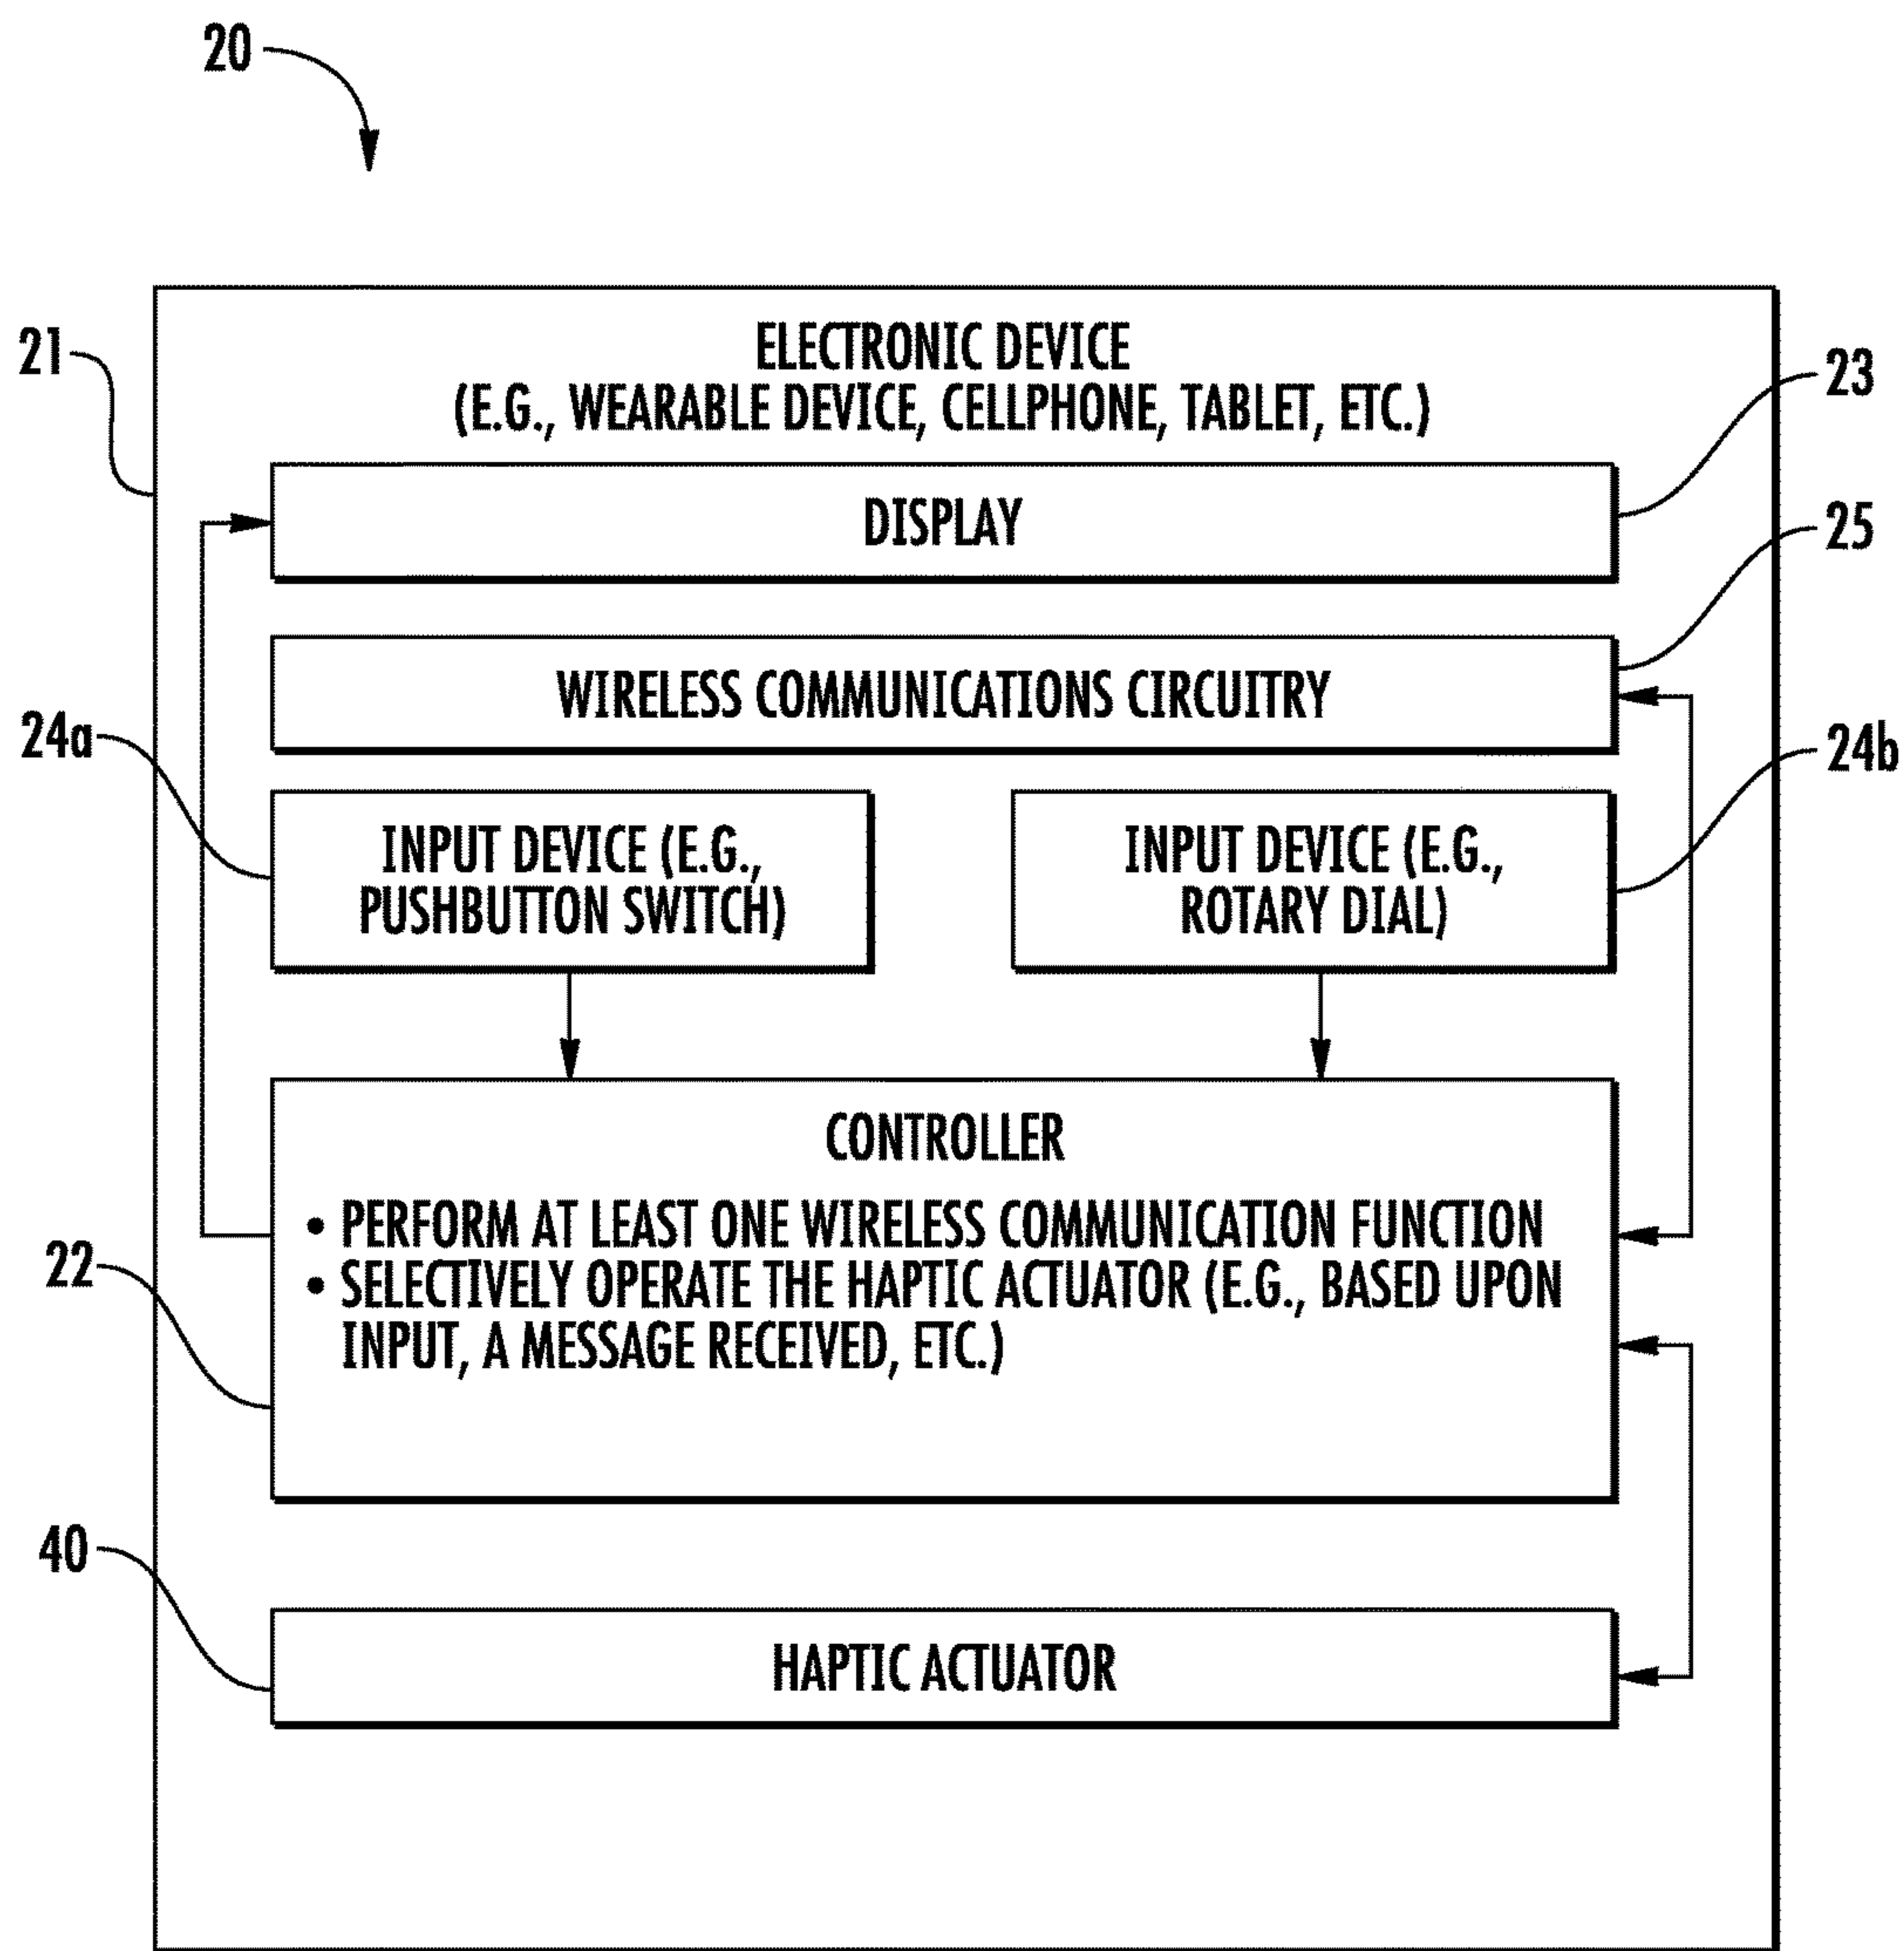 20
21
ELECTRONIC DEVICE
(E.G., WEARABLE DEVICE, CELLPHONE, TABLET, ETC.)
23
DISPLAY
25
WIRELESS COMMUNICATIONS CIRCUITRY
24a
24b
INPUT DEVICE (E.G.,
PUSHBUTTON SWITCH)
INPUT DEVICE (E.G.,
ROTARY DIAL)
CONTROLLER
• PERFORM AT LEAST ONE WIRELESS COMMUNICATION FUNCTION
• SELECTIVELY OPERATE THE HAPTIC ACTUATOR (E.G., BASED UPON
INPUT, A MESSAGE RECEIVED, ETC.)
22
40
HAPTIC ACTUATOR